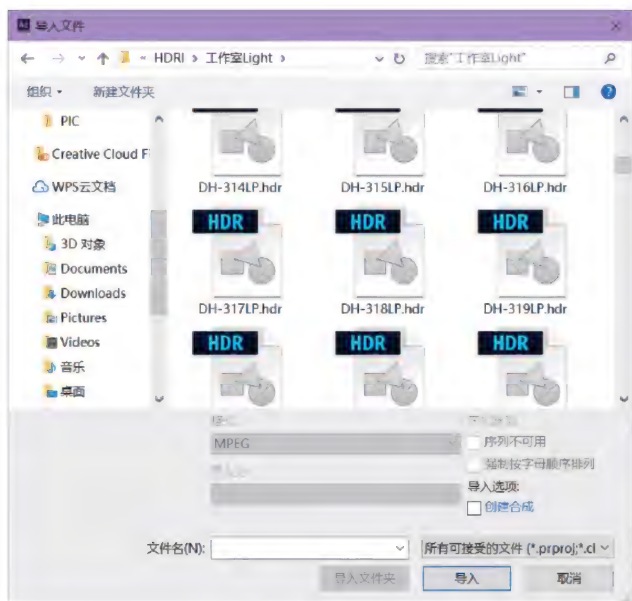 Ae 导入文件
HDRI > 工作室Light >
搜索"工作室Light"
组织 新建文件夹
PIC
Creative Cloud Fi
WPS云文档
此电脑
3D 对象
Documents
Downloads
Pictures
Videos
音乐
桌面
DH-314LP.hdr DH-315LP.hdr DH-316LP.hdr
HDR HDR HDR
DH-317LP.hdr DH-318LP.hdr DH-319LP.hdr
HDR HDR HDR
MPEG
序列不可用
强制按字母顺序排列
导入选项:
创建合成
文件名(N):
所有可接受的文件 (*.prproj;*.cl
导入文件夹 导入 取消